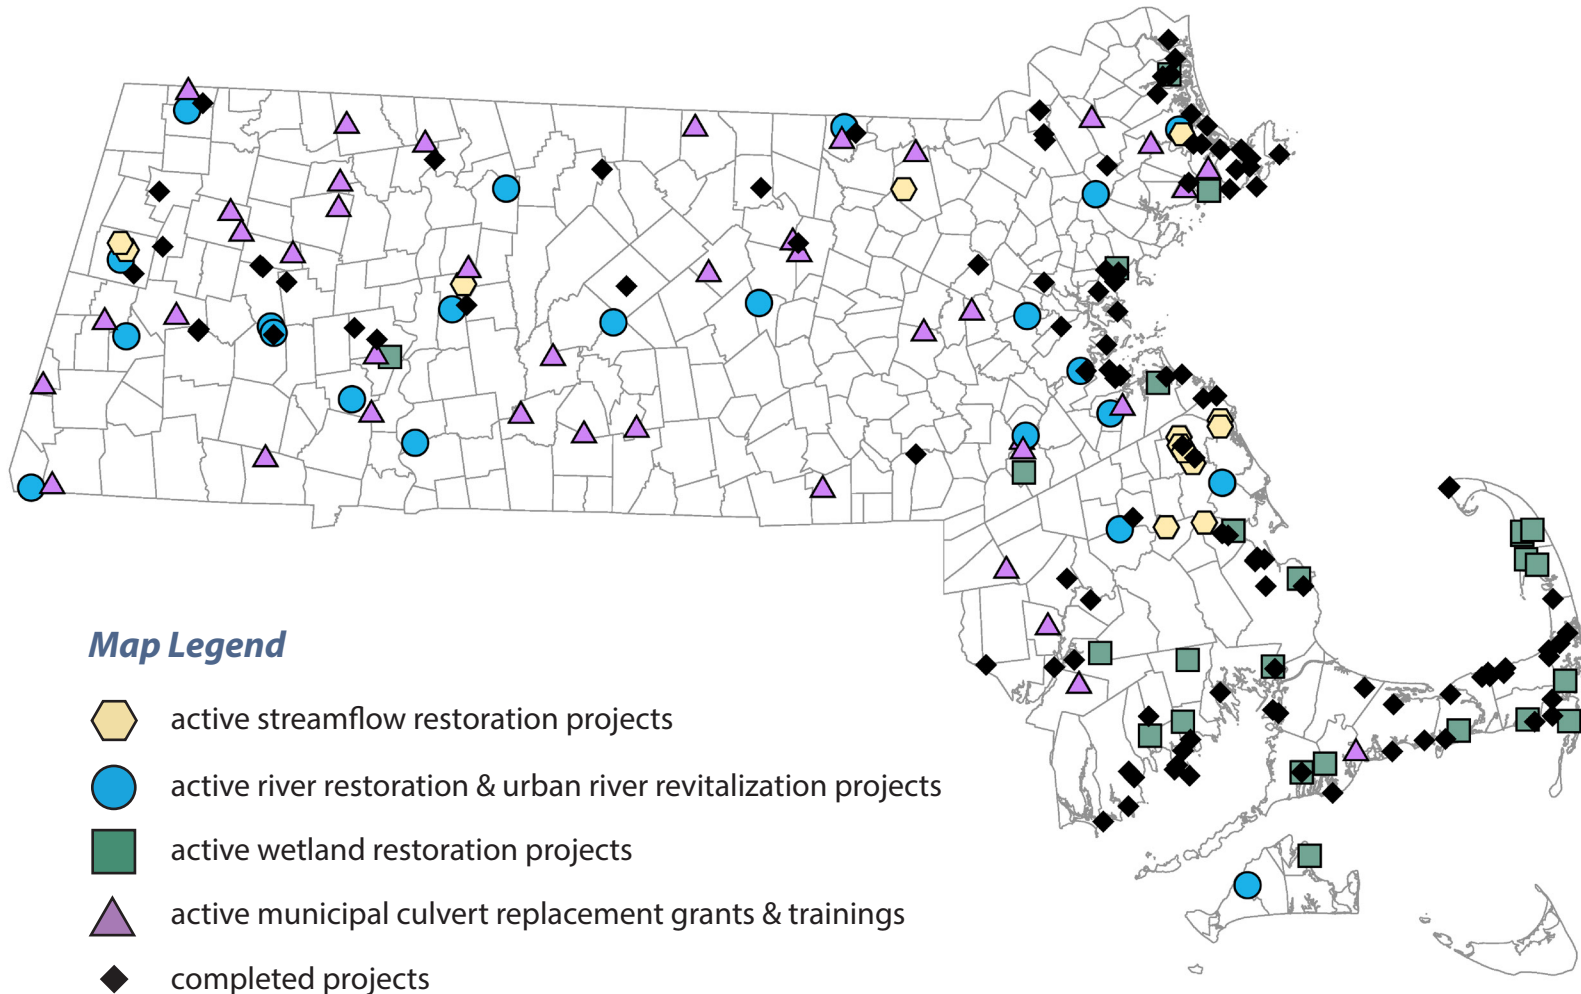 Map Legend
active streamflow restoration projects
active river restoration & urban river revitalization projects
active wetland restoration projects
active municipal culvert replacement grants & trainings
completed projects